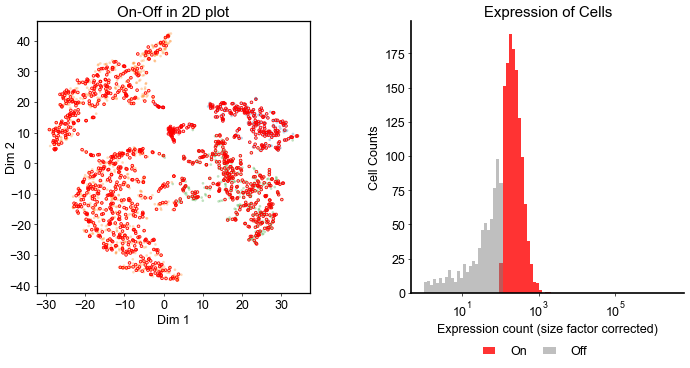 On-Off in 2D plot
40
30
20
10
0
−10
−20
−30
−40
Dim 2
−30 −20 −10 0 10 20 30
Dim 1
Expression of Cells
175
150
125
100
75
50
25
0
Cell Counts
10^1 10^3 10^5
Expression count (size factor corrected)
On Off